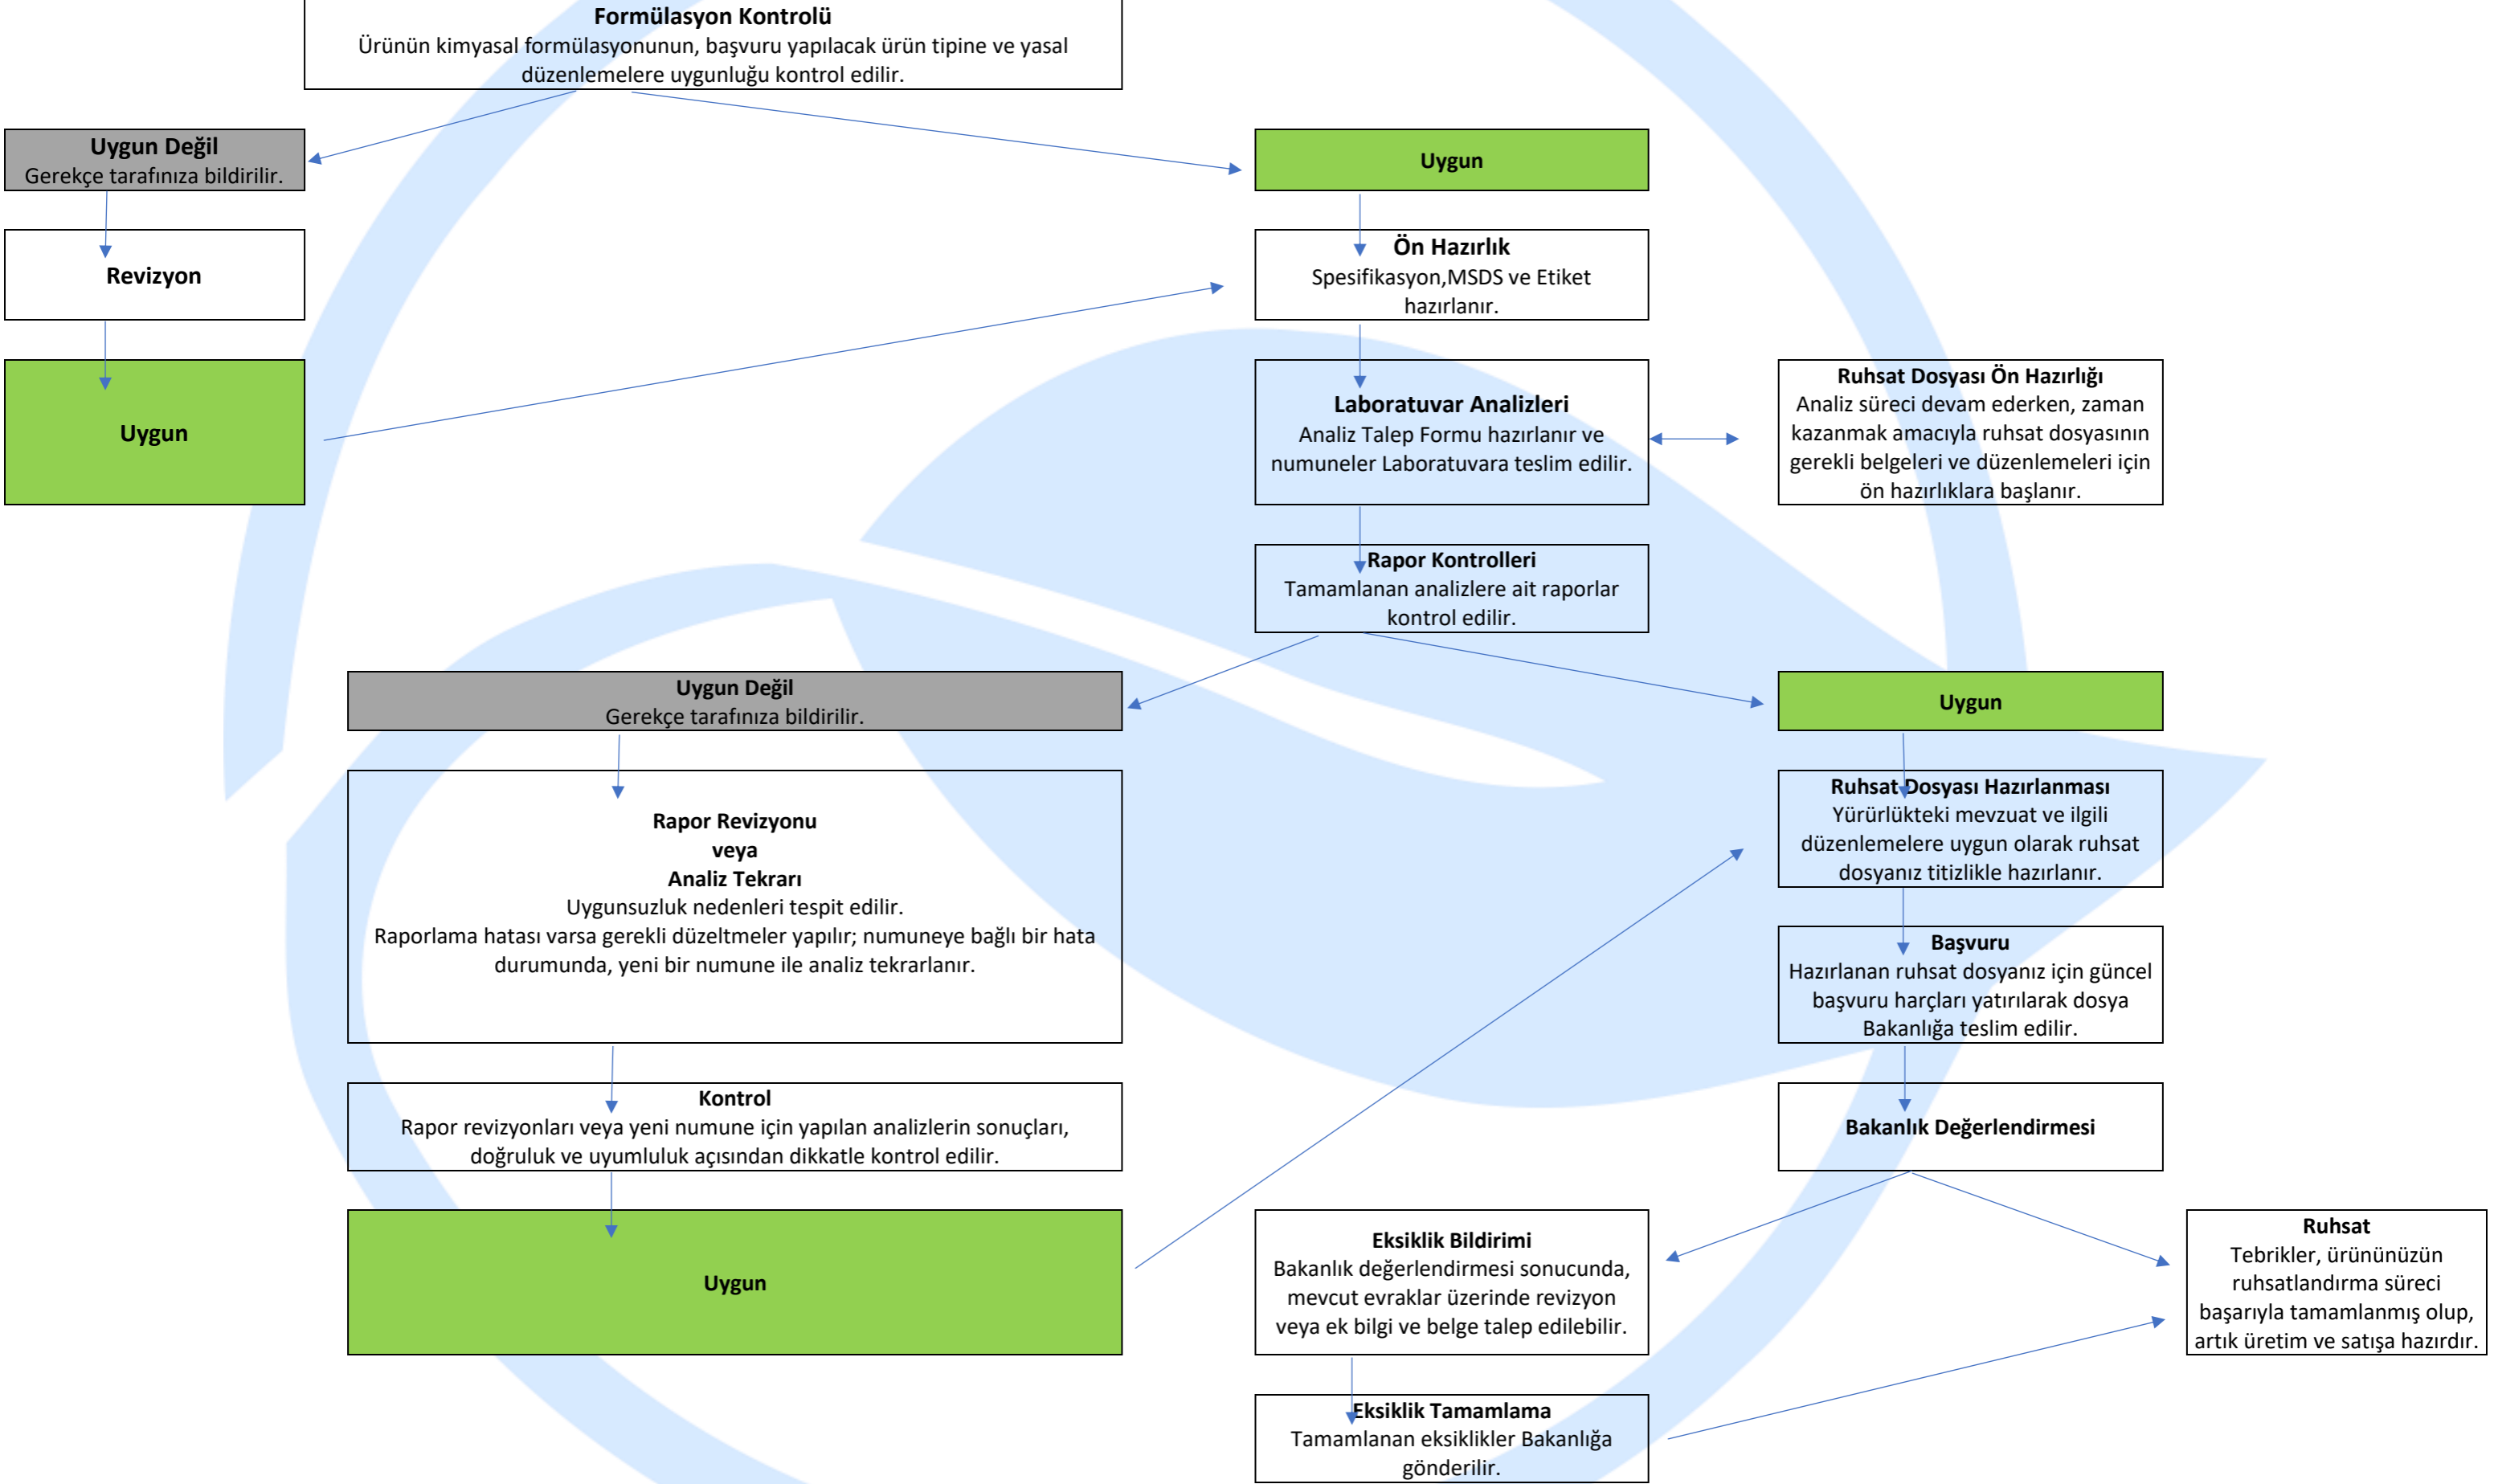 Formülasyon Kontrolü
Ürünün kimyasal formülasyonunun, başvuru yapılacak ürün tipine ve yasal
düzenlemelere uygunluğu kontrol edilir.
Uygun Değil
Gerekçe tarafınıza bildirilir.
Uygun
Revizyon
Ön Hazırlık
Spesifikasyon,MSDS ve Etiket
hazırlanır.
Uygun
Laboratuvar Analizleri
Analiz Talep Formu hazırlanır ve
numuneler Laboratuvara teslim edilir.
Ruhsat Dosyası Ön Hazırlığı
Analiz süreci devam ederken, zaman
kazanmak amacıyla ruhsat dosyasının
gerekli belgeleri ve düzenlemeleri için
ön hazırlıklara başlanır.
Rapor Kontrolleri
Tamamlanan analizlere ait raporlar
kontrol edilir.
Uygun Değil
Gerekçe tarafınıza bildirilir.
Uygun
Rapor Revizyonu
veya
Analiz Tekrarı
Uygunsuzluk nedenleri tespit edilir.
Raporlama hatası varsa gerekli düzeltmeler yapılır; numuneye bağlı bir hata
durumunda, yeni bir numune ile analiz tekrarlanır.
Ruhsat Dosyası Hazırlanması
Yürürlükteki mevzuat ve ilgili
düzenlemelere uygun olarak ruhsat
dosyanız titizlikle hazırlanır.
Başvuru
Hazırlanan ruhsat dosyanız için güncel
başvuru harçları yatırılarak dosya
Bakanlığa teslim edilir.
Kontrol
Rapor revizyonları veya yeni numune için yapılan analizlerin sonuçları,
doğruluk ve uyumluluk açısından dikkatle kontrol edilir.
Bakanlık Değerlendirmesi
Uygun
Eksiklik Bildirimi
Bakanlık değerlendirmesi sonucunda,
mevcut evraklar üzerinde revizyon
veya ek bilgi ve belge talep edilebilir.
Ruhsat
Tebrikler, ürününüzün
ruhsatlandırma süreci
başarıyla tamamlanmış olup,
artık üretim ve satışa hazırdır.
Eksiklik Tamamlama
Tamamlanan eksiklikler Bakanlığa
gönderilir.